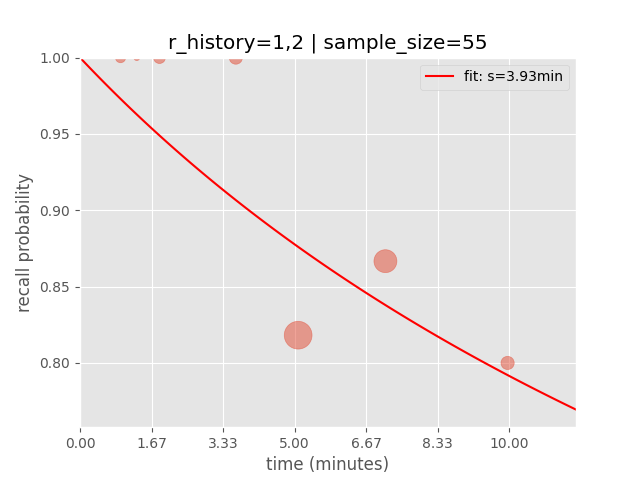 r_history=1,2 | sample_size=55
fit: s=3.93min
1.00
0.95
0.90
0.85
0.80
recall probability
0.00 1.67 3.33 5.00 6.67 8.33 10.00
time (minutes)